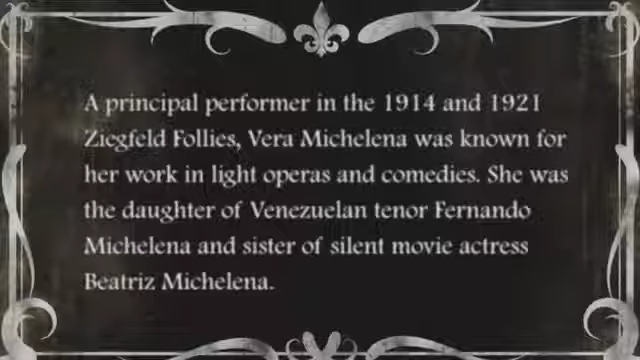 A principal performer in the 1914 and 1921
Ziegfeld Follies, Vera Michelena was known for
her work in light operas and comedies. She was
the daughter of Venezuelan tenor Fernando
Michelena and sister of silent movie actress
Beatriz Michelena.